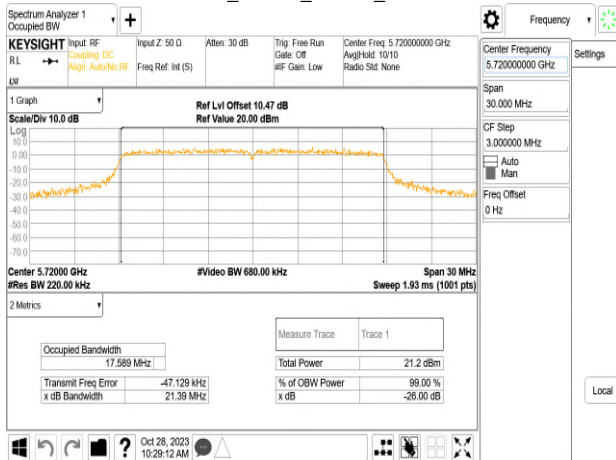 Spectrum Analyzer 1
Occupied BW
Frequency
KEYSIGHT
Input: RF
Input Z: 50 Ω
Atten: 30 dB
Trig: Free Run
Center Freq: 5.720000000 GHz
RL
Coupling: DC
Gate: Off
Avg|Hold: 10/10
Align: Auto/No RF
Freq Ref: Int (S)
#IF Gain: Low
Radio Std: None
LXI
Center Frequency
5.720000000 GHz
Settings
Span
30.000 MHz
CF Step
3.000000 MHz
Auto
Man
Freq Offset
0 Hz
Local
1 Graph
Ref Lvl Offset 10.47 dB
Scale/Div 10.0 dB
Ref Value 20.00 dBm
Log
10.0
0.00
-10.0
-20.0
-30.0
-40.0
-50.0
-60.0
-70.0
Center 5.72000 GHz
#Video BW 680.00 kHz
Span 30 MHz
#Res BW 220.00 kHz
Sweep 1.93 ms (1001 pts)
2 Metrics
Measure Trace
Trace 1
Occupied Bandwidth
17.589 MHz
Total Power
21.2 dBm
Transmit Freq Error
-47.129 kHz
% of OBW Power
99.00 %
x dB Bandwidth
21.39 MHz
x dB
-26.00 dB
?
Oct 28, 2023
10:29:12 AM